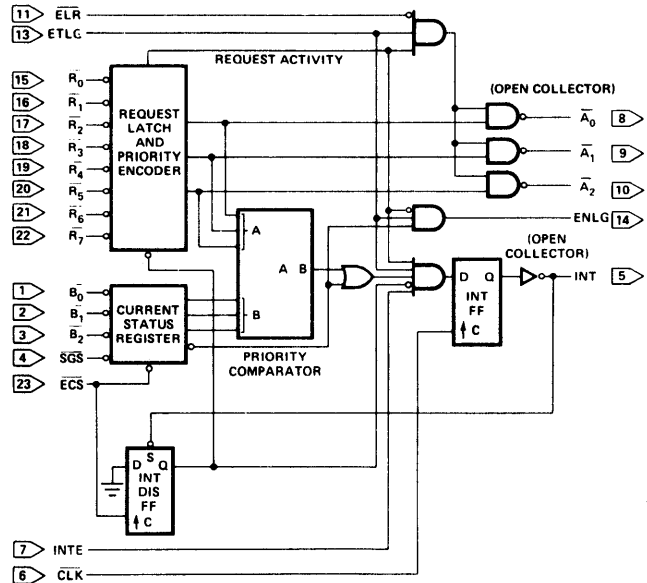 11 ELR
13 ETLG
REQUEST ACTIVITY
15 R0
16 R1
17 R2
18 R3
19 R4
20 R5
21 R6
22 R7
REQUEST
LATCH
AND
PRIORITY
ENCODER
(OPEN COLLECTOR)
A0 8
A1 9
A2 10
ENLG 14
A
B
A B
PRIORITY
COMPARATOR
1 B0
2 B1
3 B2
4 SGS
23 ECS
CURRENT
STATUS
REGISTER
(OPEN
COLLECTOR)
D Q
INT
FF
C
INT 5
S
D Q
INT
DIS
FF
C
7 INTE
6 CLK